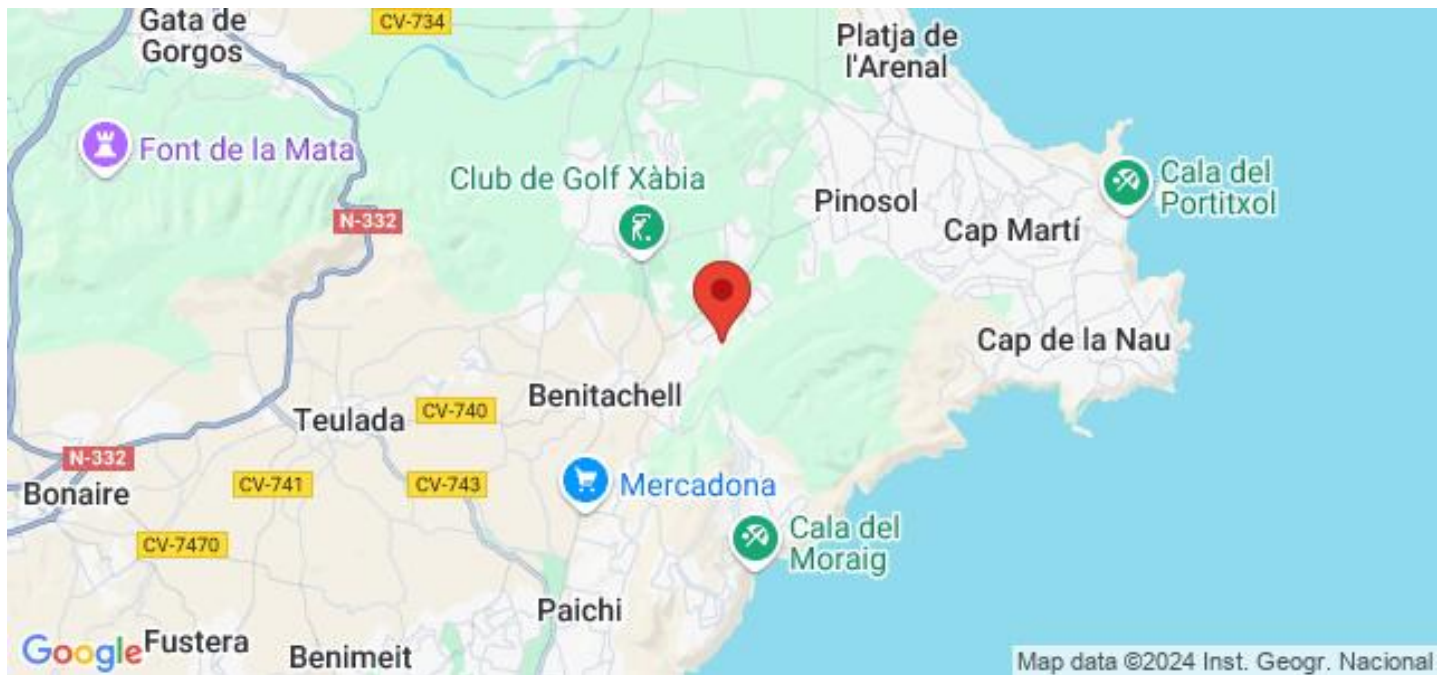 Gata de
Gorgos
CV-734
Platja de
l'Arenal
Font de la Mata
Club de Golf Xàbia
Cala del
Portitxol
Pinosol
N-332
Cap Martí
Cap de la Nau
Benitachell
Teulada
CV-740
N-332
Bonaire
CV-741
CV-743
Mercadona
Cala del
Moraig
CV-7470
Paichi
Fustera
Benimeit
Google
Map data ©2024 Inst. Geogr. Nacional